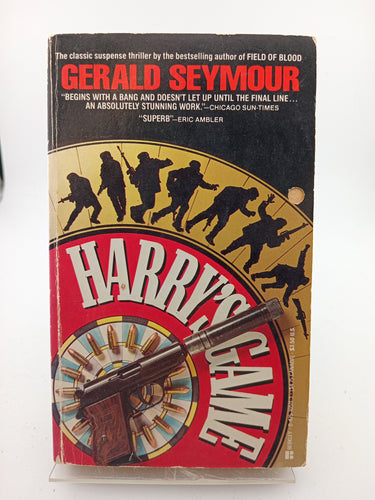 The classic suspense thriller by the bestselling author of FIELD OF BLOOD
GERALD SEYMOUR
"BEGINS WITH A BANG AND DOESN'T LET UP UNTIL THE FINAL LINE...
AN ABSOLUTELY STUNNING WORK."—CHICAGO SUN-TIMES
"SUPERB"—ERIC AMBLER
HARRY'S
GAME